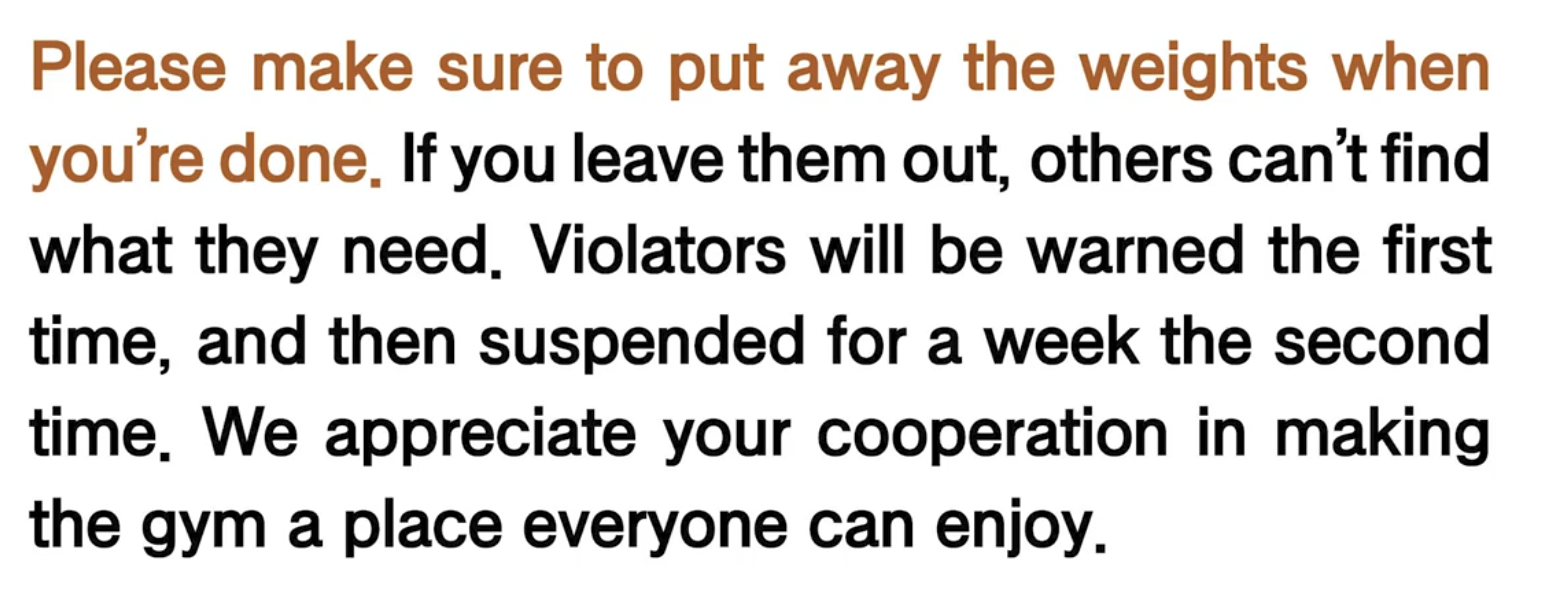 Please make sure to put away the weights when
you’re done. If you leave them out, others can’t find
what they need. Violators will be warned the first
time, and then suspended for a week the second
time. We appreciate your cooperation in making
the gym a place everyone can enjoy.